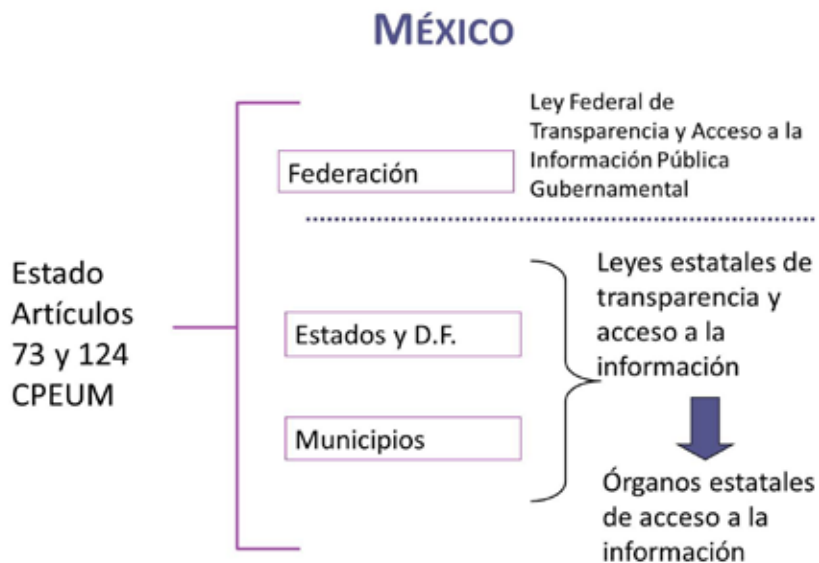 MÉXICO
Estado
Artículos
73 y 124
CPEUM
Federación
Ley Federal de
Transparencia y Acceso a la
Información Pública
Gubernamental
Estados y D.F.
Municipios
Leyes estatales de
transparencia y
acceso a la
información
Órganos estatales
de acceso a la
información